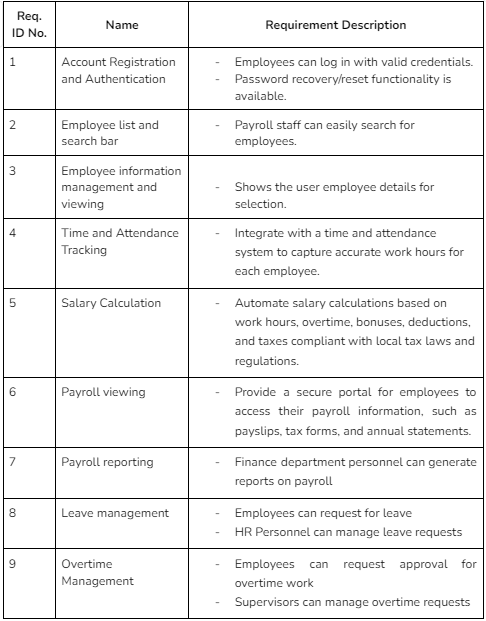 Req. ID No. Name Requirement Description
1 Account Registration and Authentication
- Employees can log in with valid credentials.
- Password recovery/reset functionality is available.
2 Employee list and search bar
- Payroll staff can easily search for employees.
3 Employee information management and viewing
- Shows the user employee details for selection.
4 Time and Attendance Tracking
- Integrate with a time and attendance system to capture accurate work hours for each employee.
5 Salary Calculation
- Automate salary calculations based on work hours, overtime, bonuses, deductions, and taxes compliant with local tax laws and regulations.
6 Payroll viewing
- Provide a secure portal for employees to access their payroll information, such as payslips, tax forms, and annual statements.
7 Payroll reporting
- Finance department personnel can generate reports on payroll
8 Leave management
- Employees can request for leave
- HR Personnel can manage leave requests
9 Overtime Management
- Employees can request approval for overtime work
- Supervisors can manage overtime requests